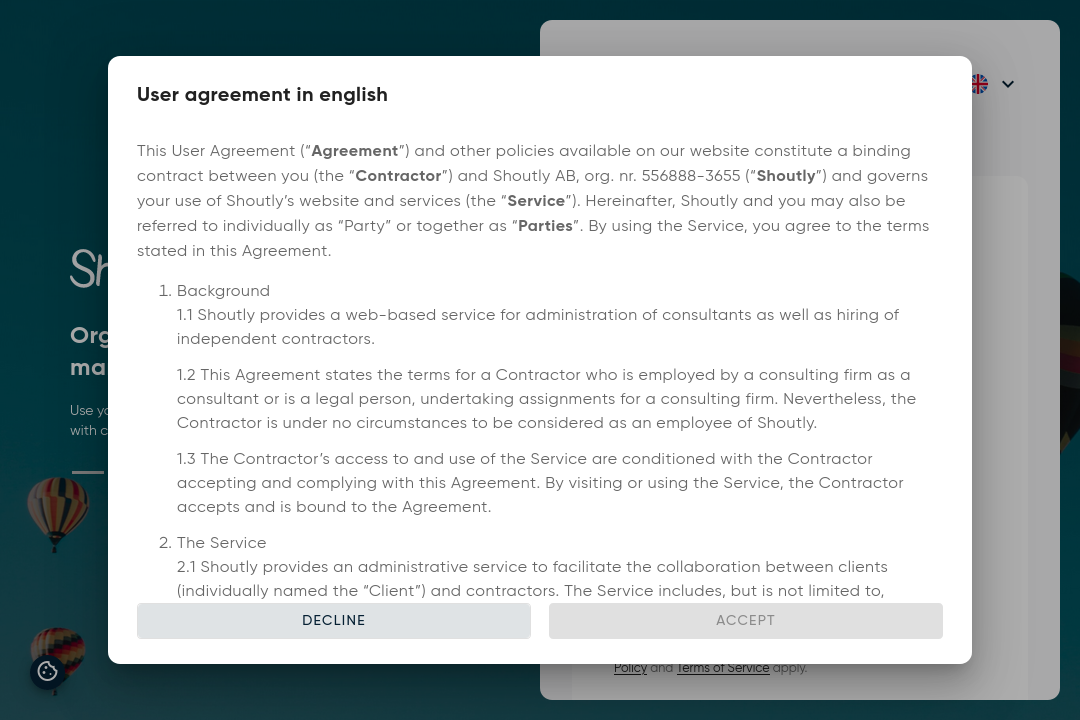 User agreement in english
This User Agreement (“Agreement”) and other policies available on our website constitute a binding
contract between you (the “Contractor”) and Shoutly AB, org. nr. 556888-3655 (“Shoutly”) and governs
your use of Shoutly’s website and services (the “Service”). Hereinafter, Shoutly and you may also be
referred to individually as “Party” or together as “Parties”. By using the Service, you agree to the terms
stated in this Agreement.
1. Background
1.1 Shoutly provides a web-based service for administration of consultants as well as hiring of
independent contractors.
1.2 This Agreement states the terms for a Contractor who is employed by a consulting firm as a
consultant or is a legal person, undertaking assignments for a consulting firm. Nevertheless, the
Contractor is under no circumstances to be considered as an employee of Shoutly.
1.3 The Contractor’s access to and use of the Service are conditioned with the Contractor
accepting and complying with this Agreement. By visiting or using the Service, the Contractor
accepts and is bound to the Agreement.
2. The Service
2.1 Shoutly provides an administrative service to facilitate the collaboration between clients
(individually named the “Client”) and contractors. The Service includes, but is not limited to,
DECLINE
ACCEPT
Use
with
Policy and Terms of Service apply.